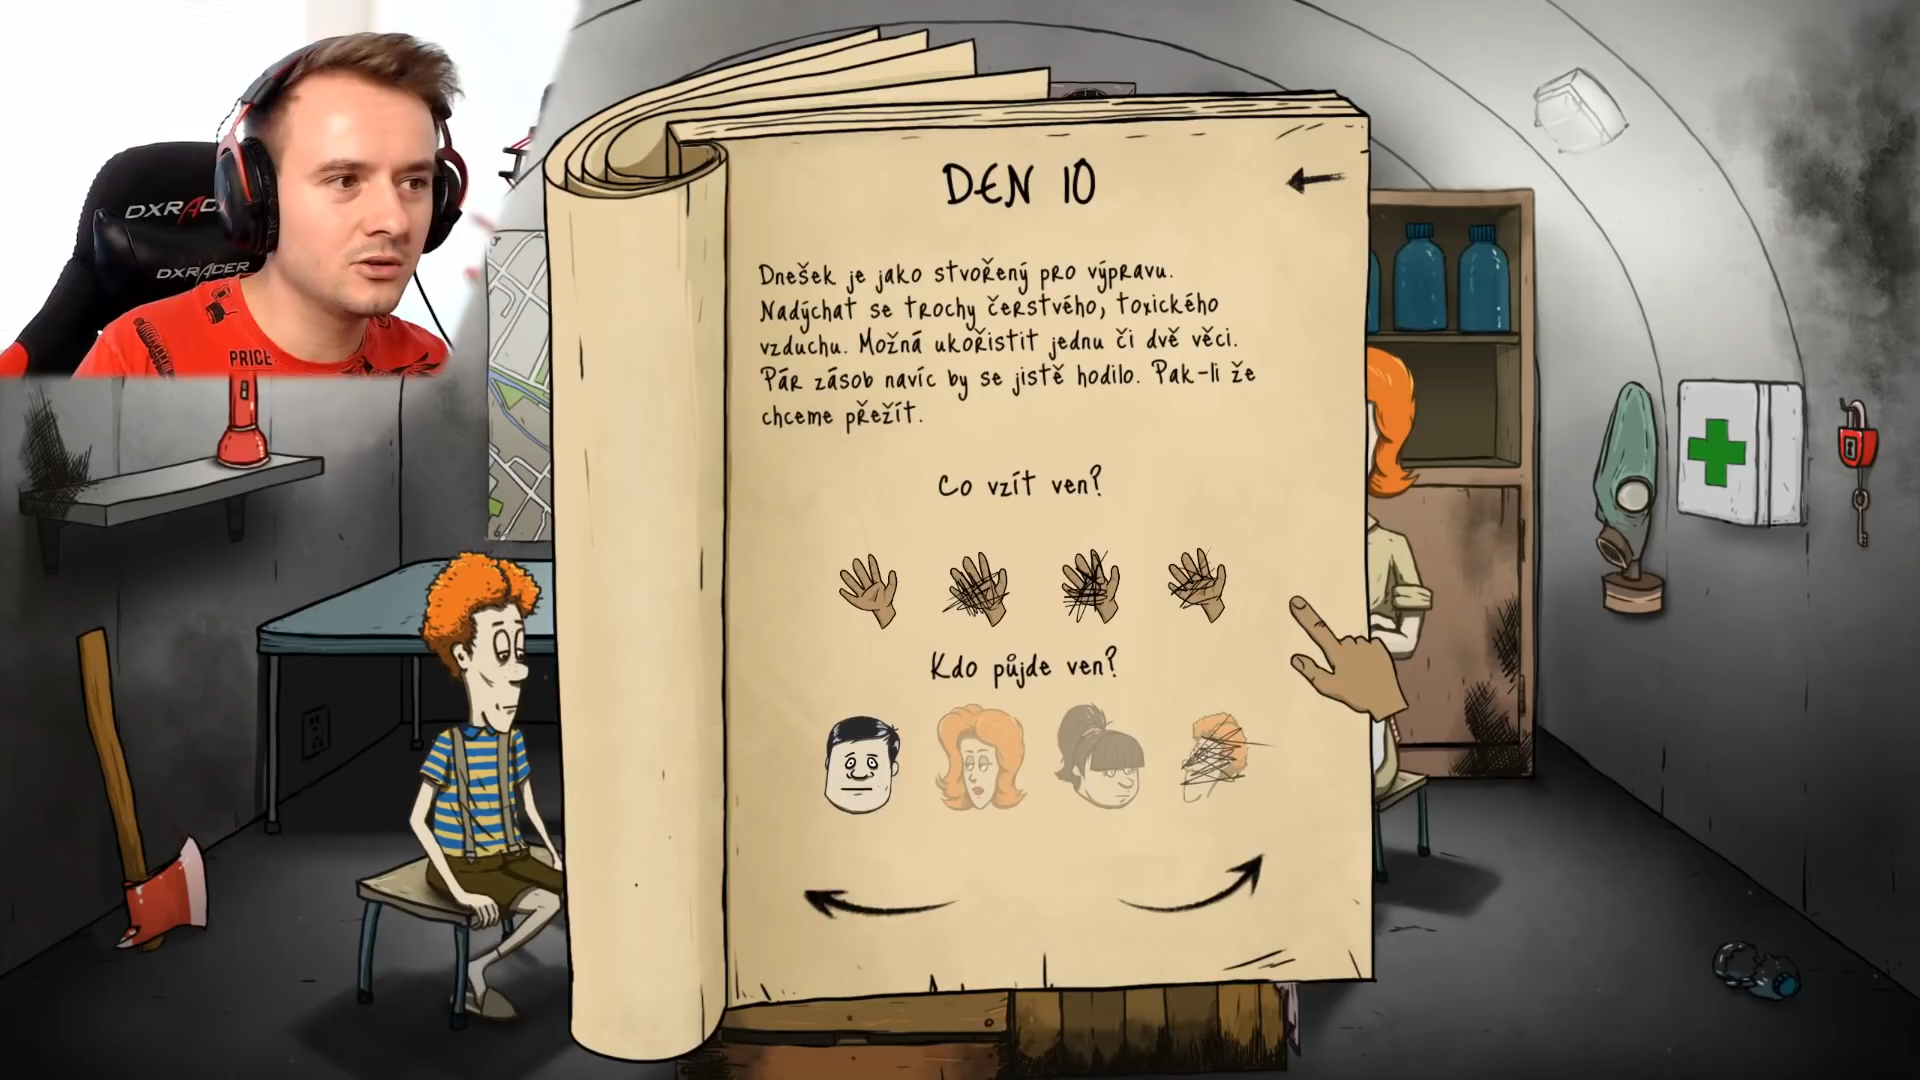 DXRAC
DXRACER
PRICE
DEN 10
Dnešek je jako stvořený pro výpravu.
Nadýchat se trochy čerstvého, toxického
vzduchu. Možná ukořistit jednu či dvě věci.
Pár zásob navíc by se jistě hodilo. Pak-li že
chceme přežít.
Co vzít ven?
Kdo půjde ven?